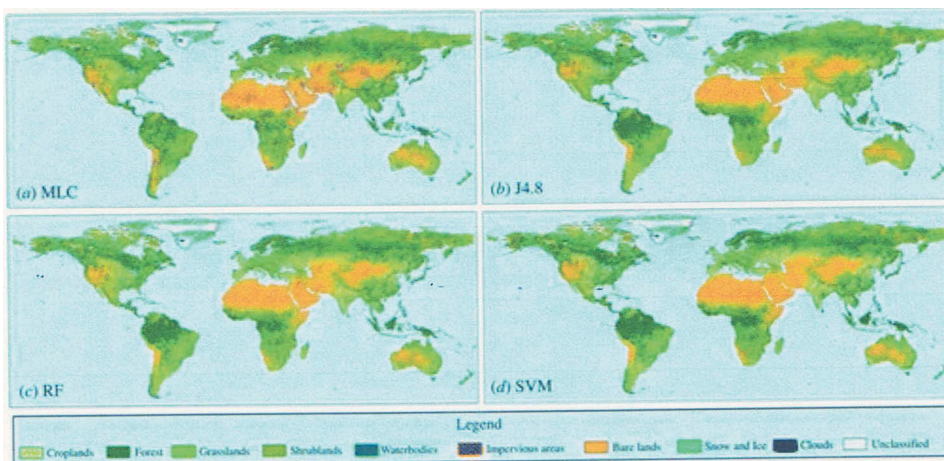 (a) MLC
(b) J4.8
(c) RF
(d) SVM
Legend
Croplands Forest Grasslands Shrublands Waterbodies Impervious areas Bare lands Snow and Ice Clouds Unclassified